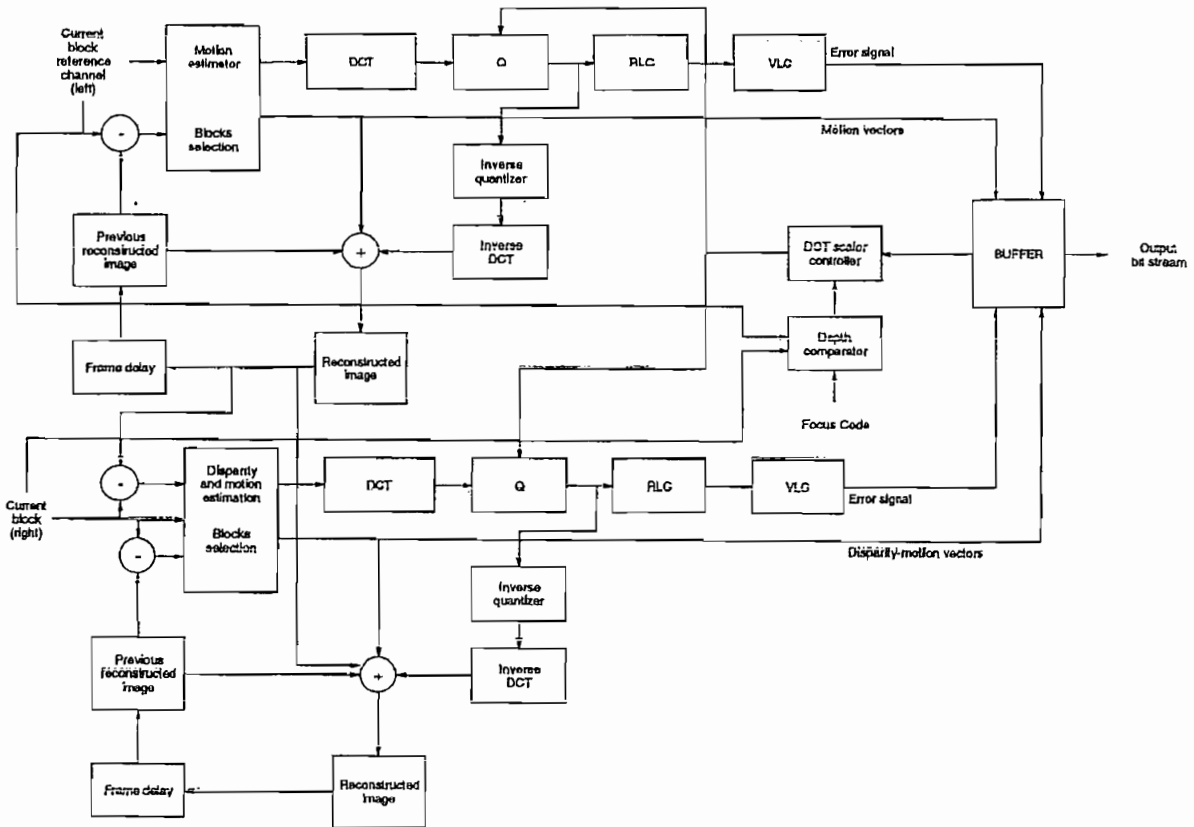 Current
block
reference
channel
(left)
Motion
estimator
Blocks
selection
DCT
Q
RLC
VLC
Error signal
Motion vectors
-
Previous
reconstructed
image
+
Inverse
quantizer
Inverse
DCT
DCT scalar
controller
BUFFER
Output
bit stream
Frame delay
Reconstructed
image
Depth
comparator
Focus Code
Current
block
(right)
-
-
Disparity
and motion
estimation
Blocks
selection
DCT
Q
RLC
VLC
Error signal
Disparity-motion vectors
Inverse
quantizer
Previous
reconstructed
image
+
Inverse
DCT
Frame delay
Reconstructed
image